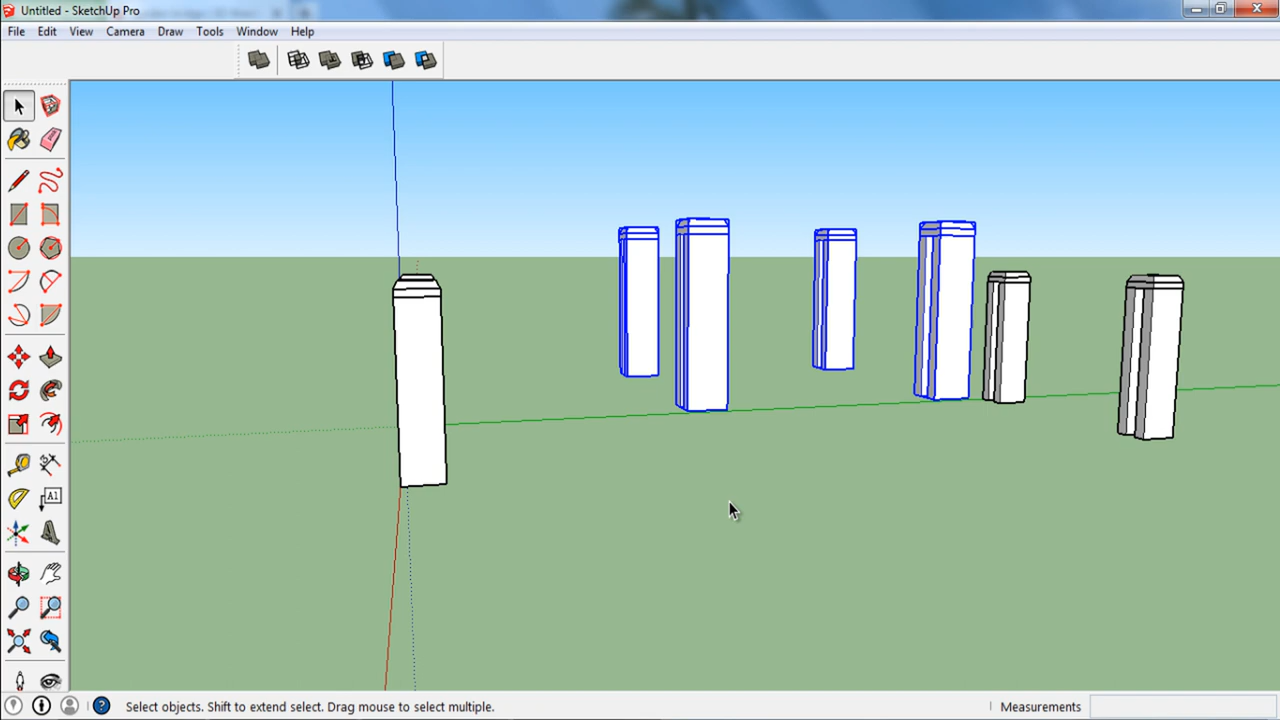 Untitled - SketchUp Pro
File Edit View Camera Draw Tools Window Help
A1
Select objects. Shift to extend select. Drag mouse to select multiple.
Measurements